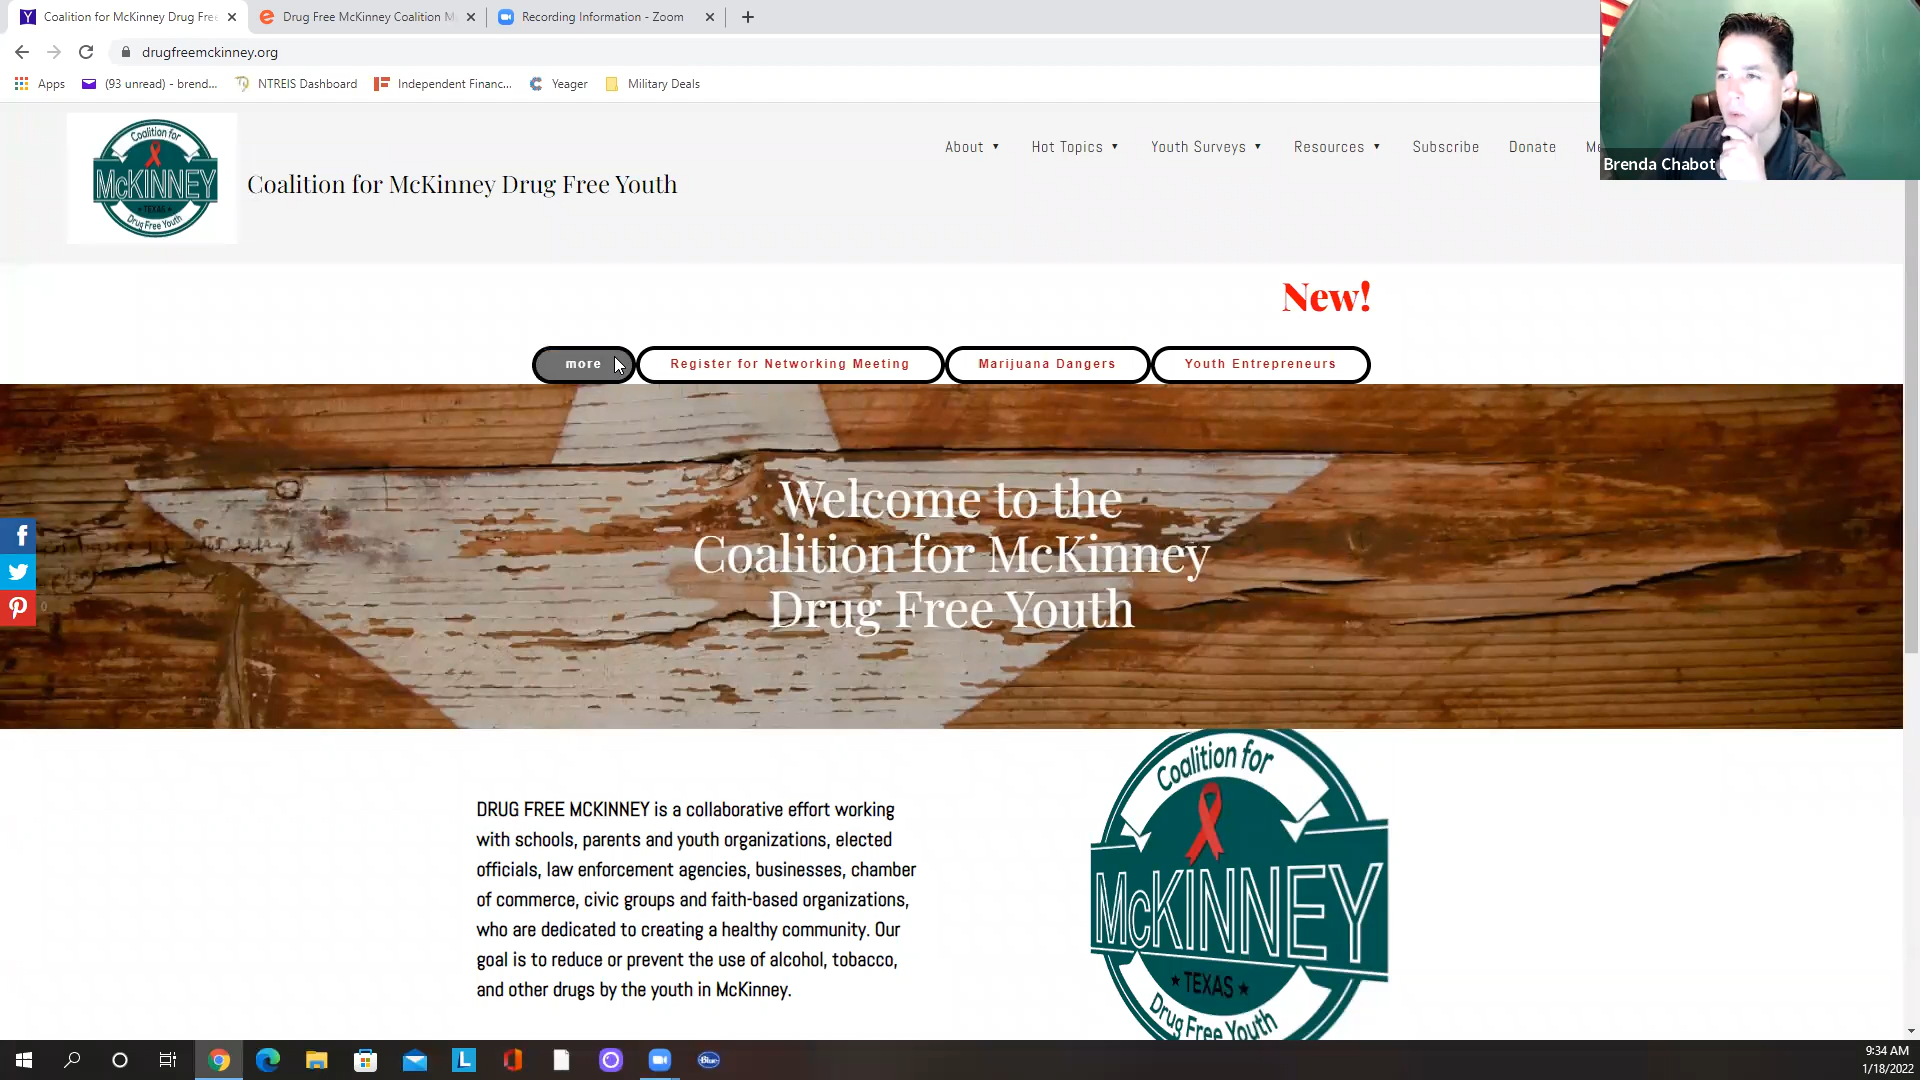 Coalition for McKinney Drug Fre
Drug Free McKinney Coalition M
Recording Information - Zoom
drugfreemckinney.org
Apps
(93 unread) - brend...
NTREIS Dashboard
Independent Financ...
Yeager
Military Deals
Brenda Chabot
Coalition for
McKINNEY
TEXAS
Drug Free Youth
Coalition for McKinney Drug Free Youth
About
Hot Topics
Youth Surveys
Resources
Subscribe
Donate
Me
New!
more
Register for Networking Meeting
Marijuana Dangers
Youth Entrepreneurs
Welcome to the
Coalition for McKinney
Drug Free Youth
0
DRUG FREE MCKINNEY is a collaborative effort working
with schools, parents and youth organizations, elected
officials, law enforcement agencies, businesses, chamber
of commerce, civic groups and faith-based organizations,
who are dedicated to creating a healthy community. Our
goal is to reduce or prevent the use of alcohol, tobacco,
and other drugs by the youth in McKinney.
Coalition for
McKINNEY
TEXAS
Drug Free Youth
L
Blue
9:34 AM
1/18/2022